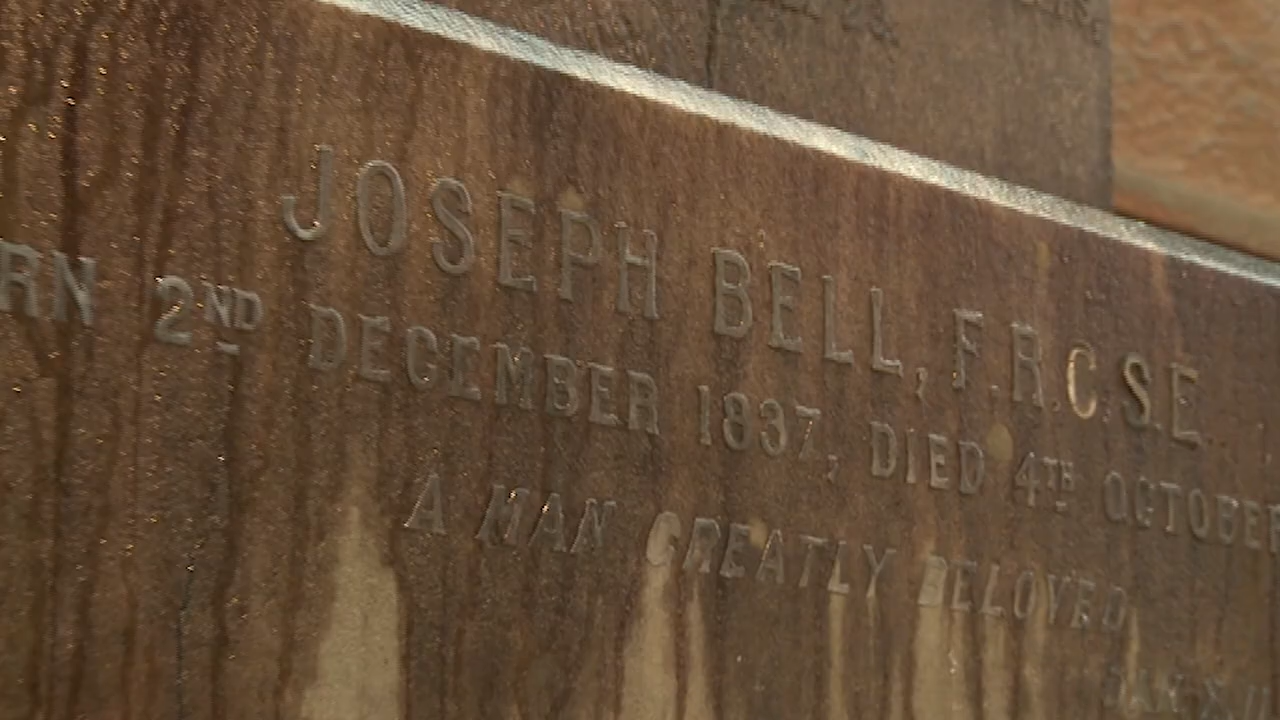 JOSEPH BELL, F.R.C.S.E.
RN 2ND DECEMBER 1837, DIED 4TH OCTOBER
A MAN GREATLY BELOVED